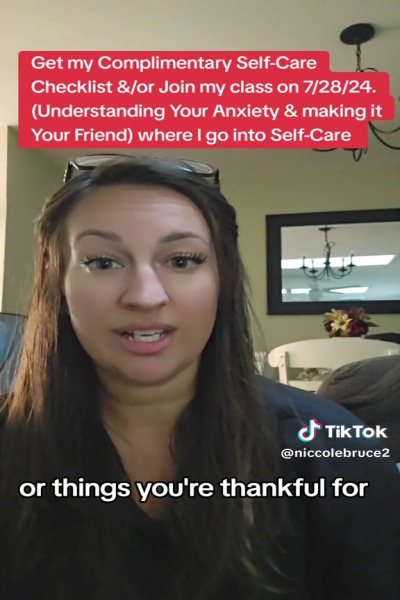 Get my Complimentary Self-Care
Checklist &/or Join my class on 7/28/24.
(Understanding Your Anxiety & making it
Your Friend) where I go into Self-Care
TikTok
@niccolebruce2
or things you're thankful for